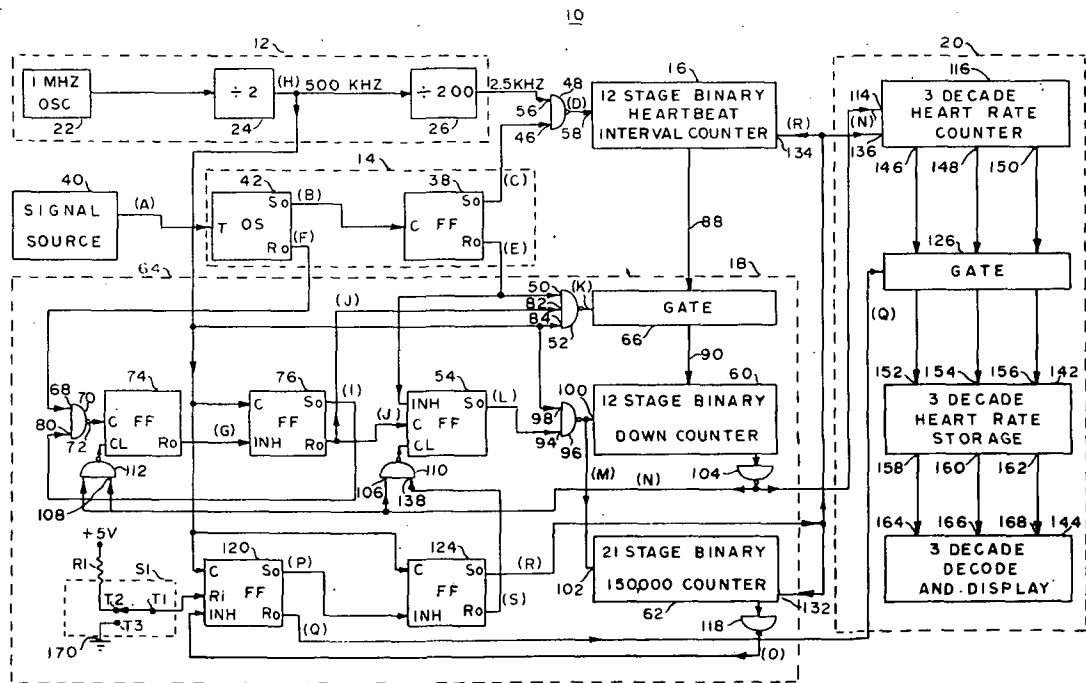 10
12
20
1 MHZ
OSC
22
÷2
24
(H)
500 KHZ
÷200
26
2.5KHZ
48
(D)
56
46
58
16
12 STAGE BINARY
HEARTBEAT
INTERVAL COUNTER
(R)
134
116
3 DECADE
HEART RATE
COUNTER
114
(N)
136
146
148
150
14
40
SIGNAL
SOURCE
(A)
42
So
T OS
Ro
(B)
(F)
38
So
C FF
Ro
(C)
(E)
88
126
GATE
(Q)
64
18
(J)
50
82
84
(K)
52
GATE
66
90
68
70
80
72
74
FF
C
CL
Ro
(G)
76
C
So
FF
INH
Ro
(I)
(J)
54
INH
So
C FF
CL
(L)
100
98
94
96
60
12 STAGE BINARY
DOWN COUNTER
104
152
154
156
142
3 DECADE
HEART RATE
STORAGE
158
160
162
112
108
110
106
138
(M)
(N)
+5V
R1
S1
T2
T1
T3
170
120
C
So
Ri
FF
INH
Ro
(P)
(Q)
124
C
So
FF
INH
Ro
(R)
(S)
102
21 STAGE BINARY
150,000 COUNTER
62
132
118
(O)
164
166
168
144
3 DECADE
DECODE
AND DISPLAY